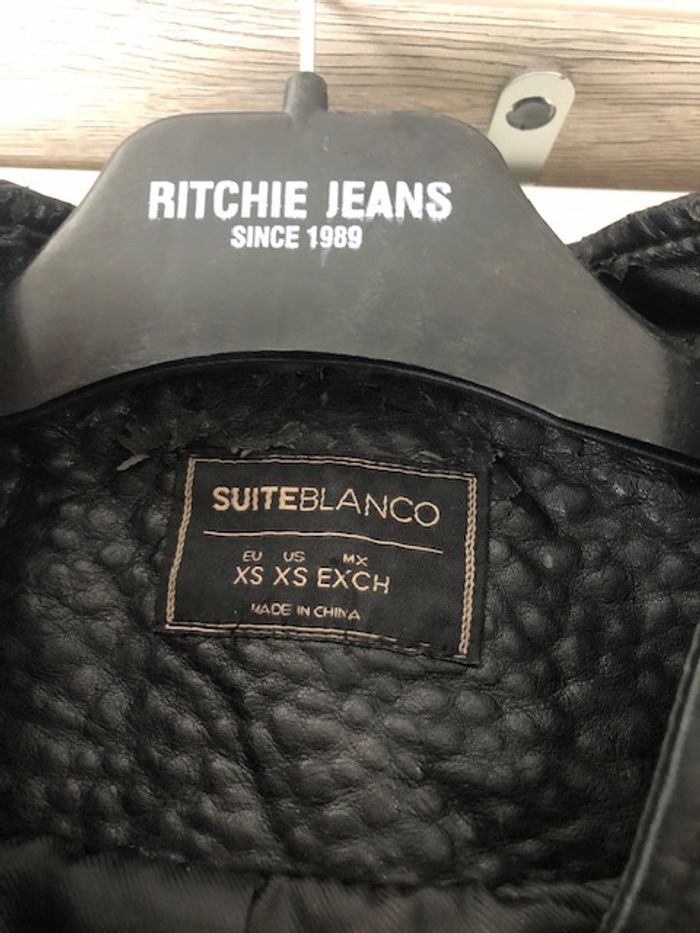 RITCHIE JEANS
SINCE 1989
SUITEBLANCO
EU US MX
XS XS EXCH
MADE IN CHINA